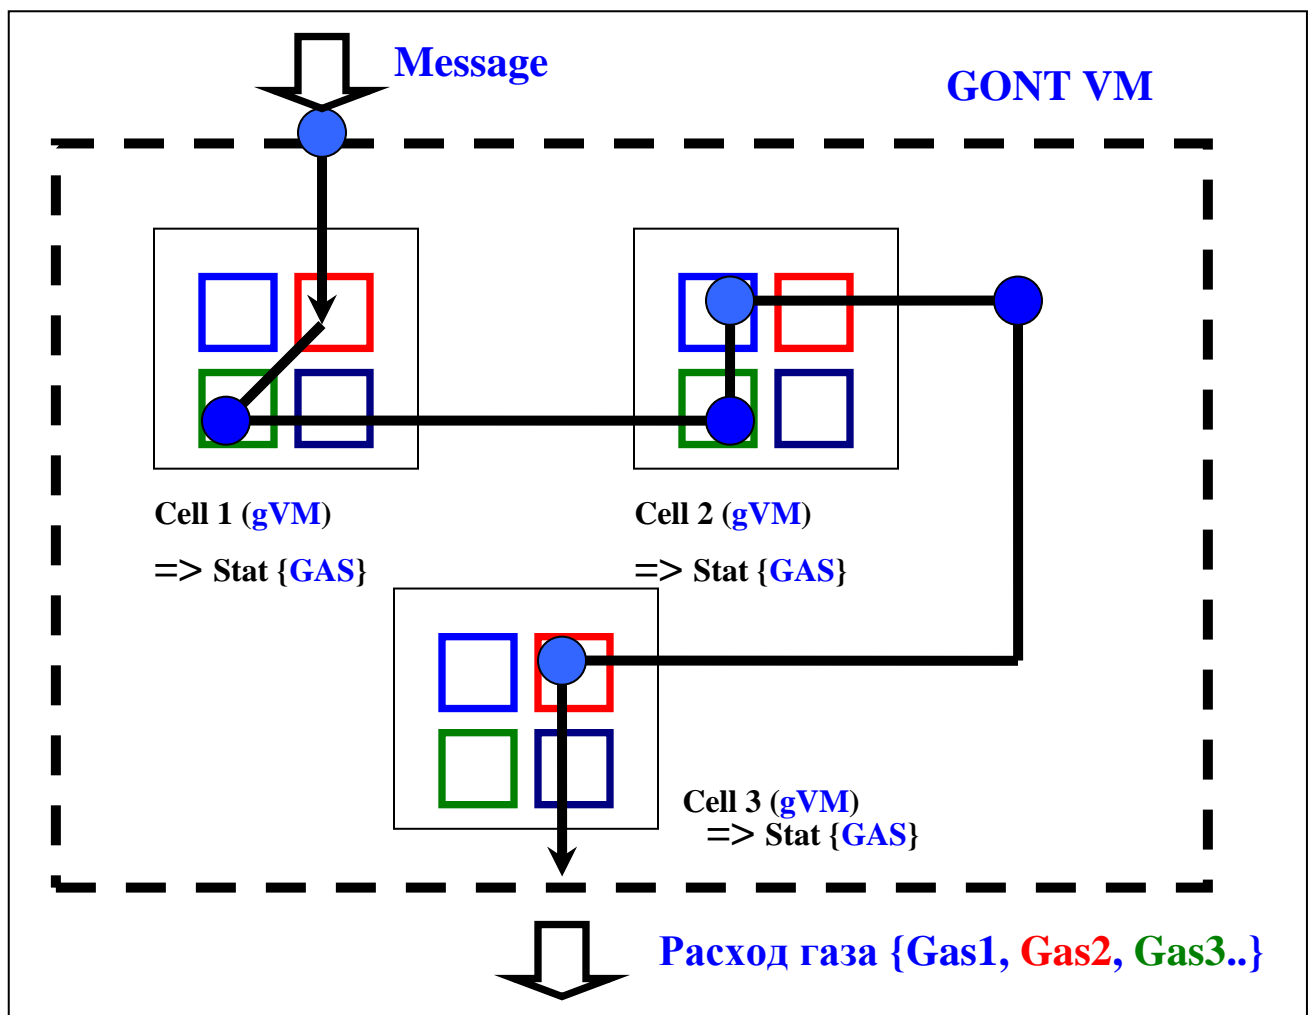 Message
GONT VM
Cell 1 (gVM)
=> Stat {GAS}
Cell 2 (gVM)
=> Stat {GAS}
Cell 3 (gVM)
=> Stat {GAS}
Расход газа {Gas1, Gas2, Gas3..}